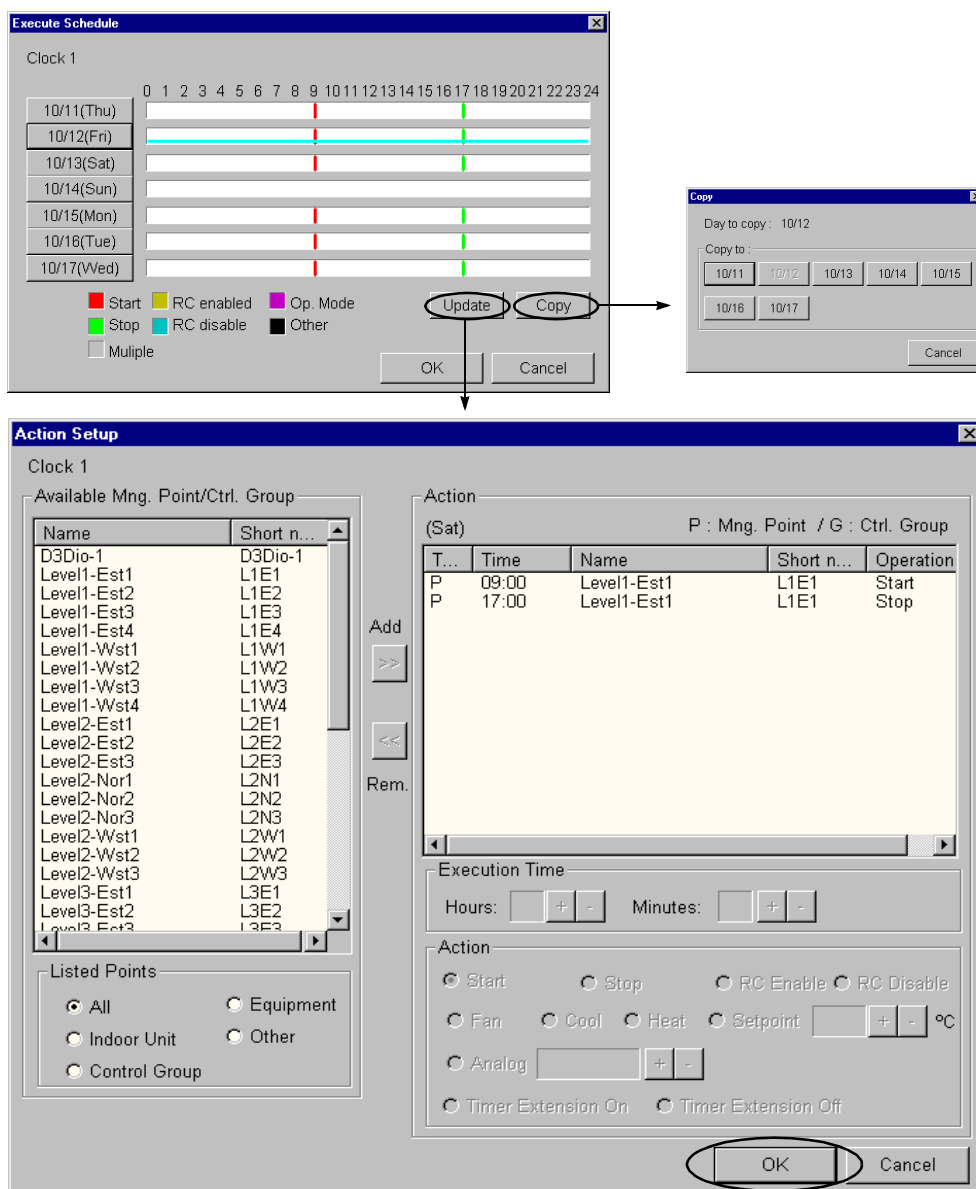 Execute Schedule
Clock 1
0 1 2 3 4 5 6 7 8 9 10 11 12 13 14 15 16 17 18 19 20 21 22 23 24
10/11(Thu)
10/12(Fri)
10/13(Sat)
10/14(Sun)
10/15(Mon)
10/16(Tue)
10/17(Wed)
Start RC enabled Op. Mode
Stop RC disable Other
Muliple
Update Copy
OK Cancel
Copy
Day to copy : 10/12
Copy to :
10/11 10/12 10/13 10/14 10/15
10/16 10/17
Cancel
Action Setup
Clock 1
Available Mng. Point/Ctrl. Group
Name Short n...
D3Dio-1 D3Dio-1
Level1-Est1 L1E1
Level1-Est2 L1E2
Level1-Est3 L1E3
Level1-Est4 L1E4
Level1-Wst1 L1W1
Level1-Wst2 L1W2
Level1-Wst3 L1W3
Level1-Wst4 L1W4
Level2-Est1 L2E1
Level2-Est2 L2E2
Level2-Est3 L2E3
Level2-Nor1 L2N1
Level2-Nor2 L2N2
Level2-Nor3 L2N3
Level2-Wst1 L2W1
Level2-Wst2 L2W2
Level2-Wst3 L2W3
Level3-Est1 L3E1
Level3-Est2 L3E2
Level3-Est3 L3E3
Listed Points
All Equipment
Indoor Unit Other
Control Group
Add
>>
<<
Rem.
Action
(Sat) P : Mng. Point / G : Ctrl. Group
T... Time Name Short n... Operation
P 09:00 Level1-Est1 L1E1 Start
P 17:00 Level1-Est1 L1E1 Stop
Execution Time
Hours: + - Minutes: + -
Action
Start Stop RC Enable RC Disable
Fan Cool Heat Setpoint + - ºC
Analog + -
Timer Extension On Timer Extension Off
OK Cancel